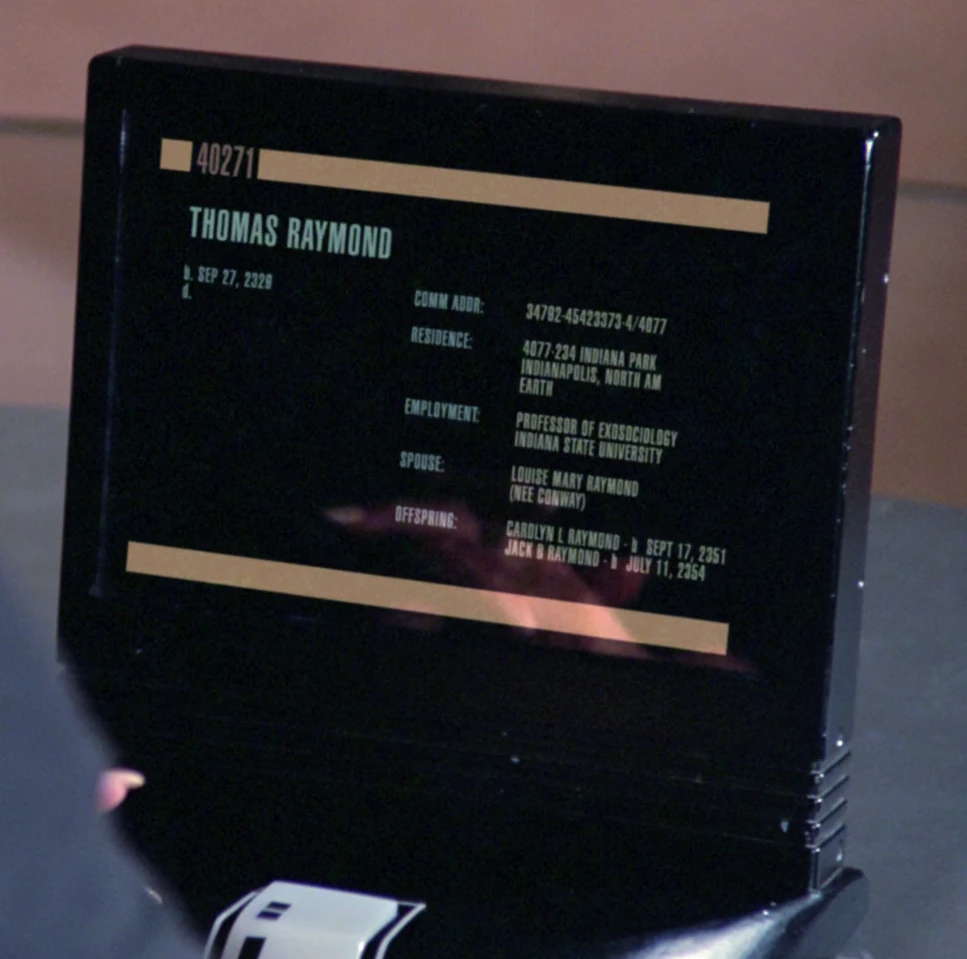 40271
THOMAS RAYMOND
b. SEP 27, 2328
d.
COMM ADDR: 34782-45423373-4/4077
RESIDENCE: 4077-234 INDIANA PARK
INDIANAPOLIS, NORTH AM
EARTH
EMPLOYMENT: PROFESSOR OF EXOSOCIOLOGY
INDIANA STATE UNIVERSITY
SPOUSE: LOUISE MARY RAYMOND
(NEE CONWAY)
OFFSPRING: CAROLYN L RAYMOND - b SEPT 17, 2351
JACK B RAYMOND - b JULY 11, 2354